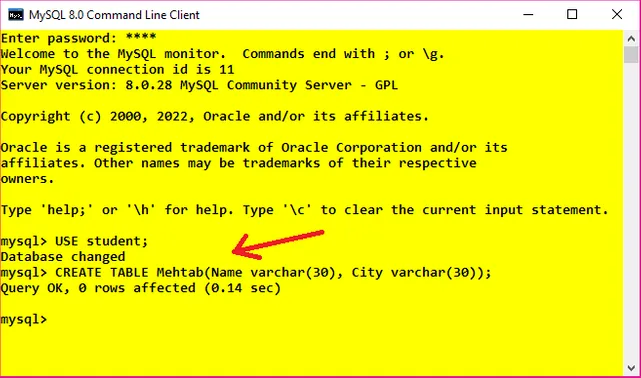 MySQL 8.0 Command Line Client
Enter password: ****
Welcome to the MySQL monitor.  Commands end with ; or \g.
Your MySQL connection id is 11
Server version: 8.0.28 MySQL Community Server - GPL
Copyright (c) 2000, 2022, Oracle and/or its affiliates.
Oracle is a registered trademark of Oracle Corporation and/or its
affiliates. Other names may be trademarks of their respective
owners.
Type 'help;' or '\h' for help. Type '\c' to clear the current input statement.
mysql> USE student;
Database changed
mysql> CREATE TABLE Mehtab(Name varchar(30), City varchar(30));
Query OK, 0 rows affected (0.14 sec)
mysql>